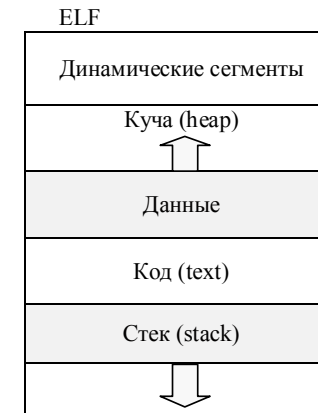 ELF
Динамические сегменты
Куча (heap)
Данные
Код (text)
Стек (stack)